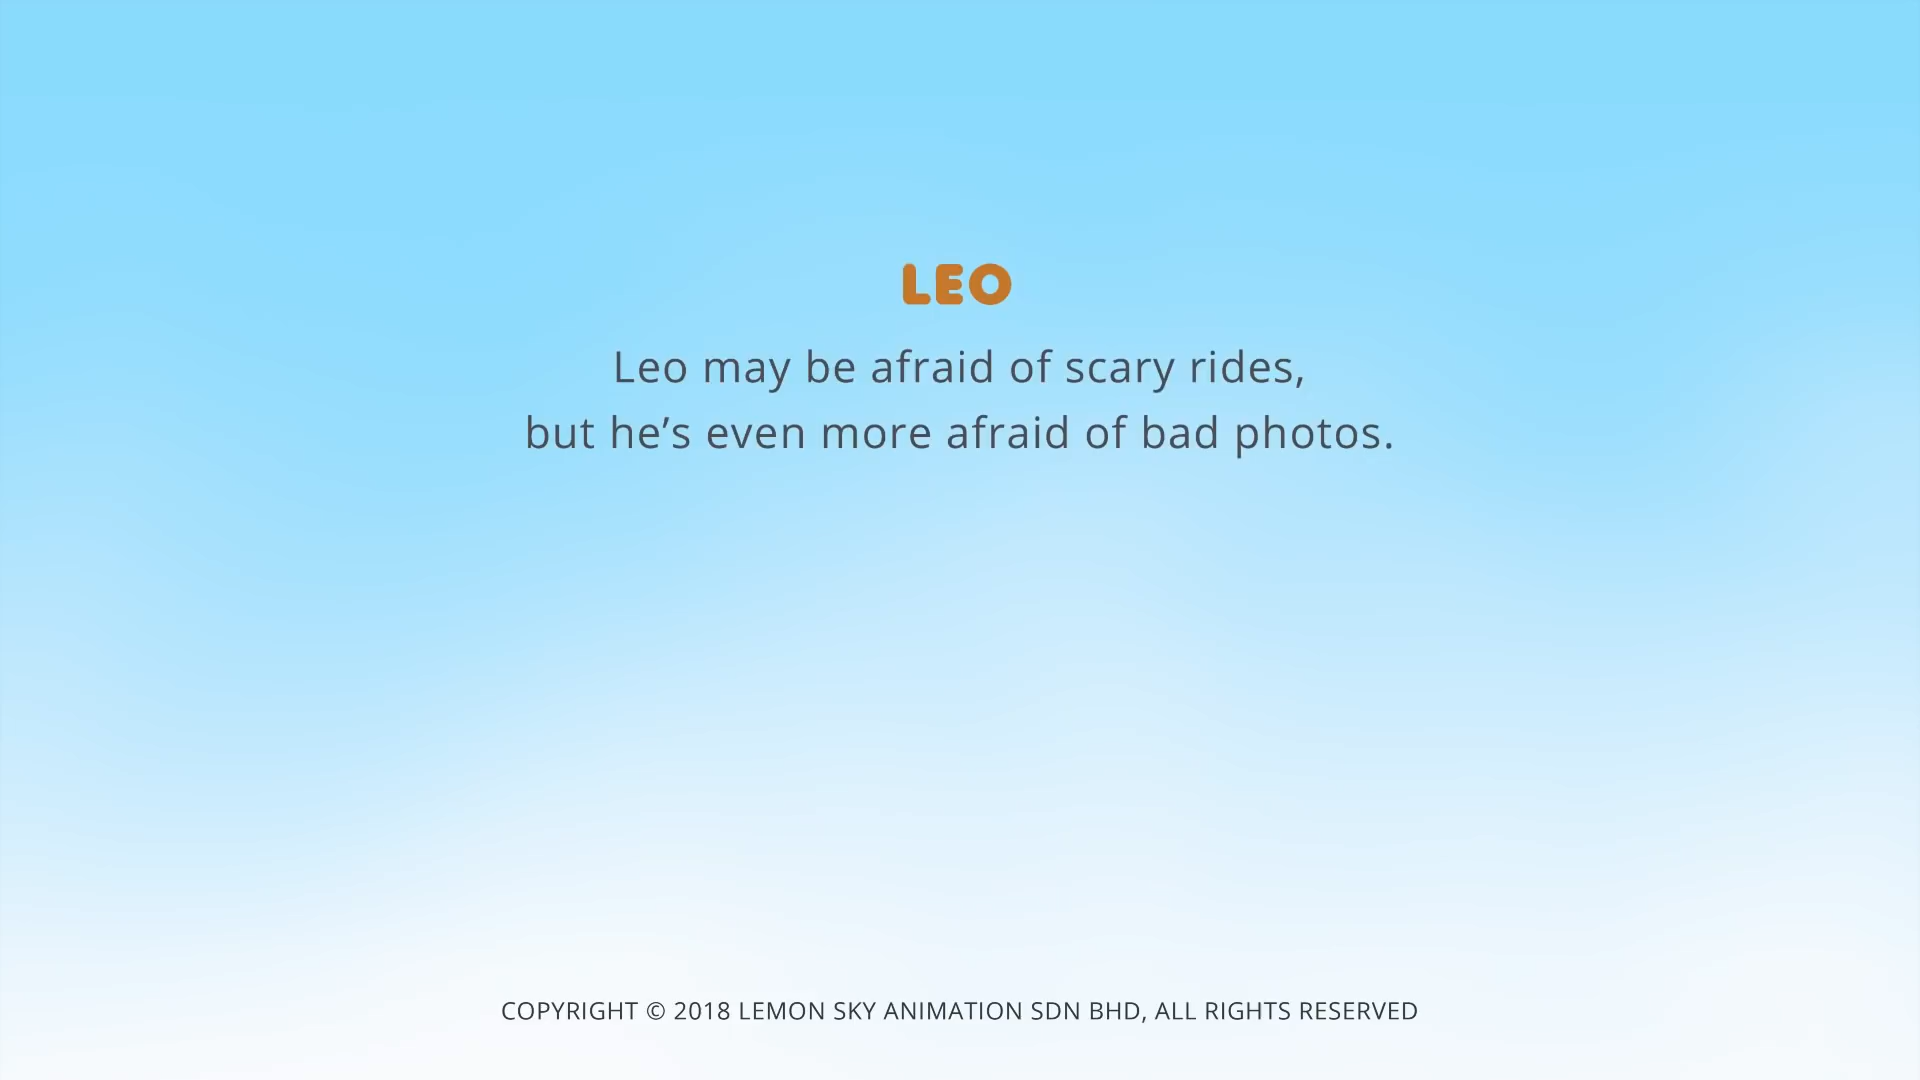 LEO
Leo may be afraid of scary rides,
but he’s even more afraid of bad photos.
COPYRIGHT © 2018 LEMON SKY ANIMATION SDN BHD, ALL RIGHTS RESERVED